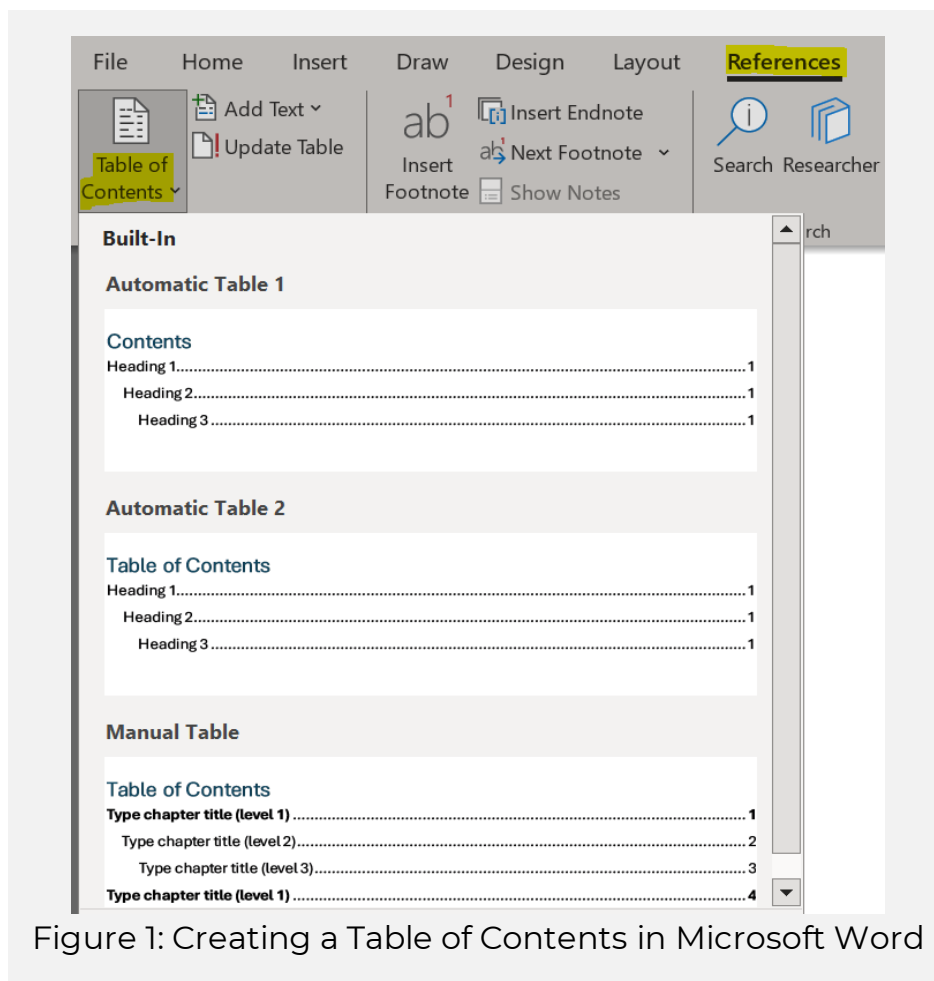 File Home Insert Draw Design Layout References
Table of
Contents
Add Text
Update Table
ab1
Insert
Footnote
Insert Endnote
ab1 Next Footnote
Show Notes
i
Search Researcher
rch
Built-In
Automatic Table 1
Contents
Heading 1......................................................................................................1
Heading 2......................................................................................................1
Heading 3......................................................................................................1
Automatic Table 2
Table of Contents
Heading 1......................................................................................................1
Heading 2......................................................................................................1
Heading 3......................................................................................................1
Manual Table
Table of Contents
Type chapter title (level 1)......................................................................................................1
Type chapter title (level 2)......................................................................................................2
Type chapter title (level 3)......................................................................................................3
Type chapter title (level 1)......................................................................................................4
Figure 1: Creating a Table of Contents in Microsoft Word